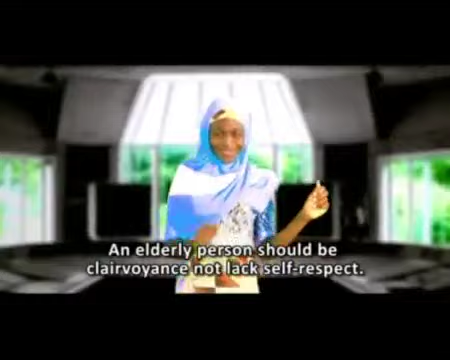 An elderly person should be
clairvoyance not lack self-respect.